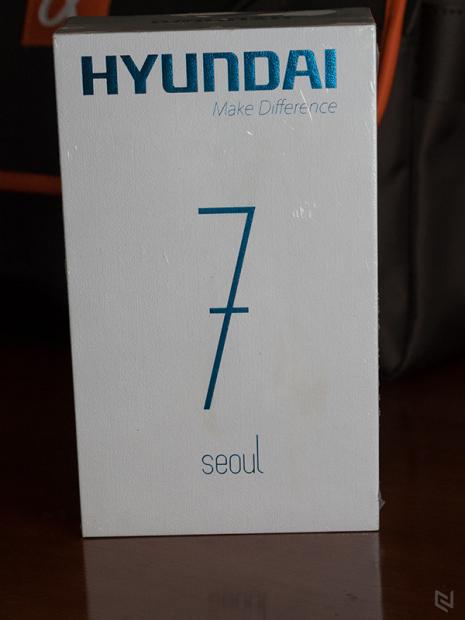 HYUNDAI
Make Difference
7
seoul